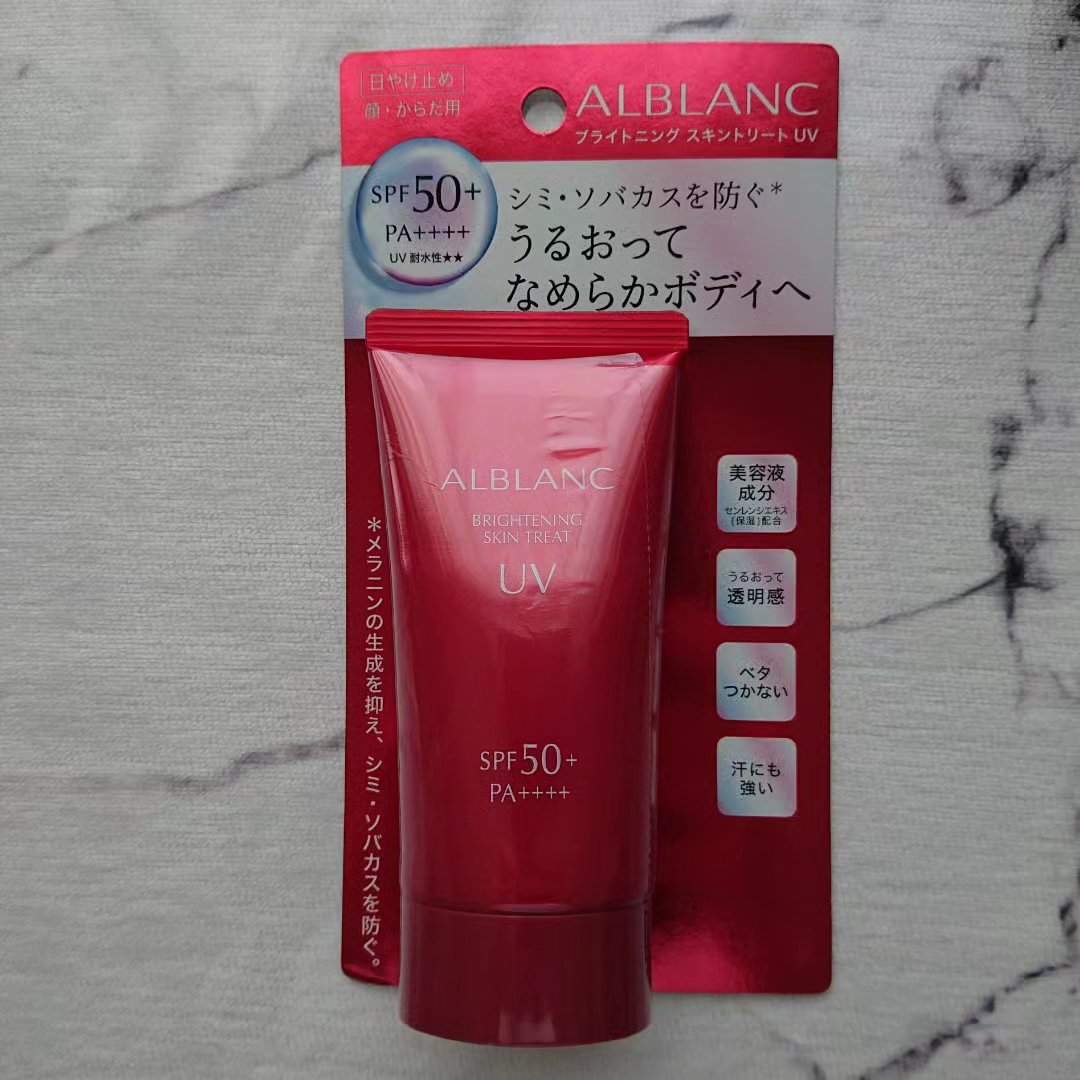 日やけ止め
顔・からだ用
ALBLANC
ブライトニング スキントリート UV
SPF50+
PA++++
UV 耐水性★★
シミ・ソバカスを防ぐ*
うるおって
なめらかボディへ
ALBLANC
BRIGHTENING
SKIN TREAT
UV
SPF50+
PA++++
美容液
成分
センレンシエキス
(保湿)配合
うるおって
透明感
ベタ
つかない
汗にも
強い
*メラニンの生成を抑え、シミ・ソバカスを防ぐ。